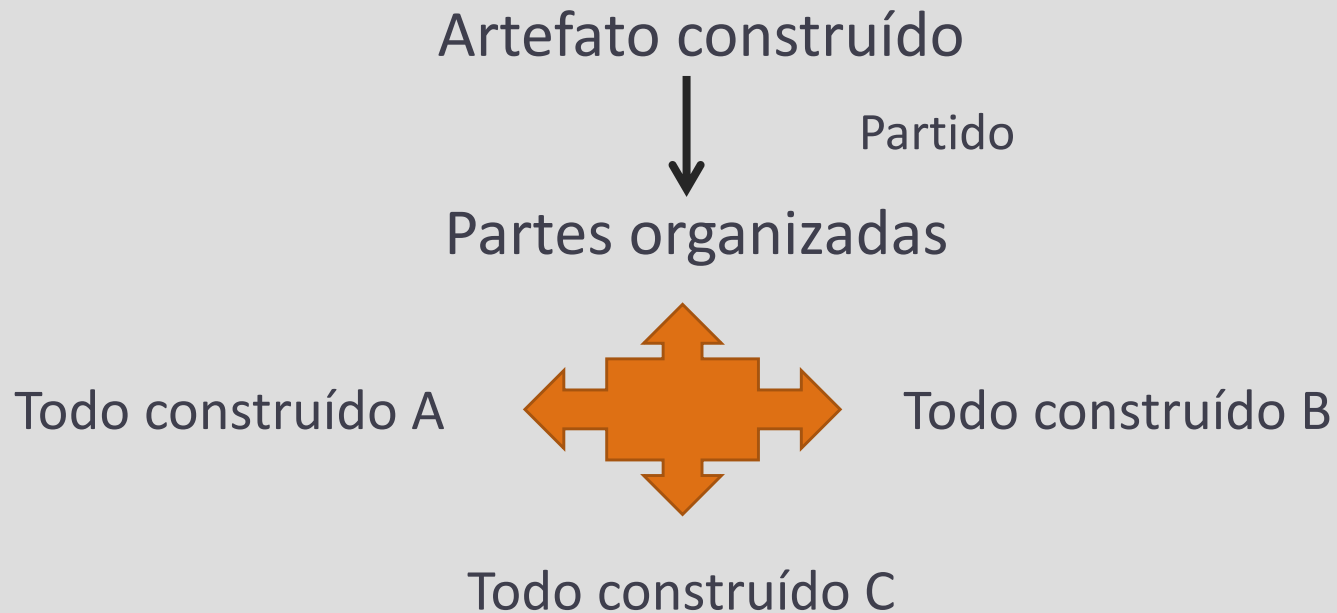 Artefato construído
Partido
Partes organizadas
Todo construído A
Todo construído B
Todo construído C